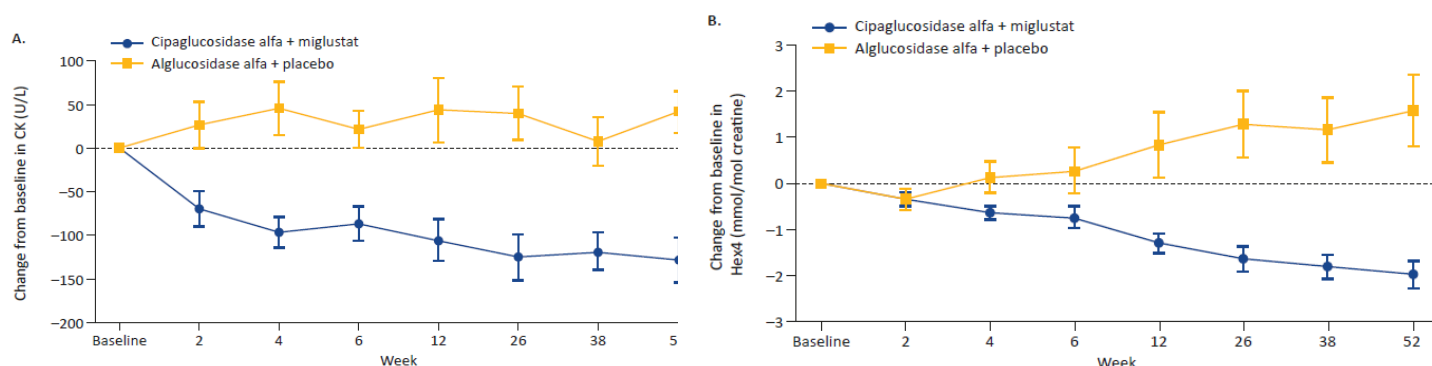 A.
Cipaglucosidase alfa + miglustat
Alglucosidase alfa + placebo
Change from baseline in CK (U/L)
100
50
0
−50
−100
−150
−200
Baseline 2 4 6 12 26 38 5
Week
B.
Cipaglucosidase alfa + miglustat
Alglucosidase alfa + placebo
Change from baseline in
Hex4 (mmol/mol creatine)
3
2
1
0
−1
−2
−3
Baseline 2 4 6 12 26 38 52
Week